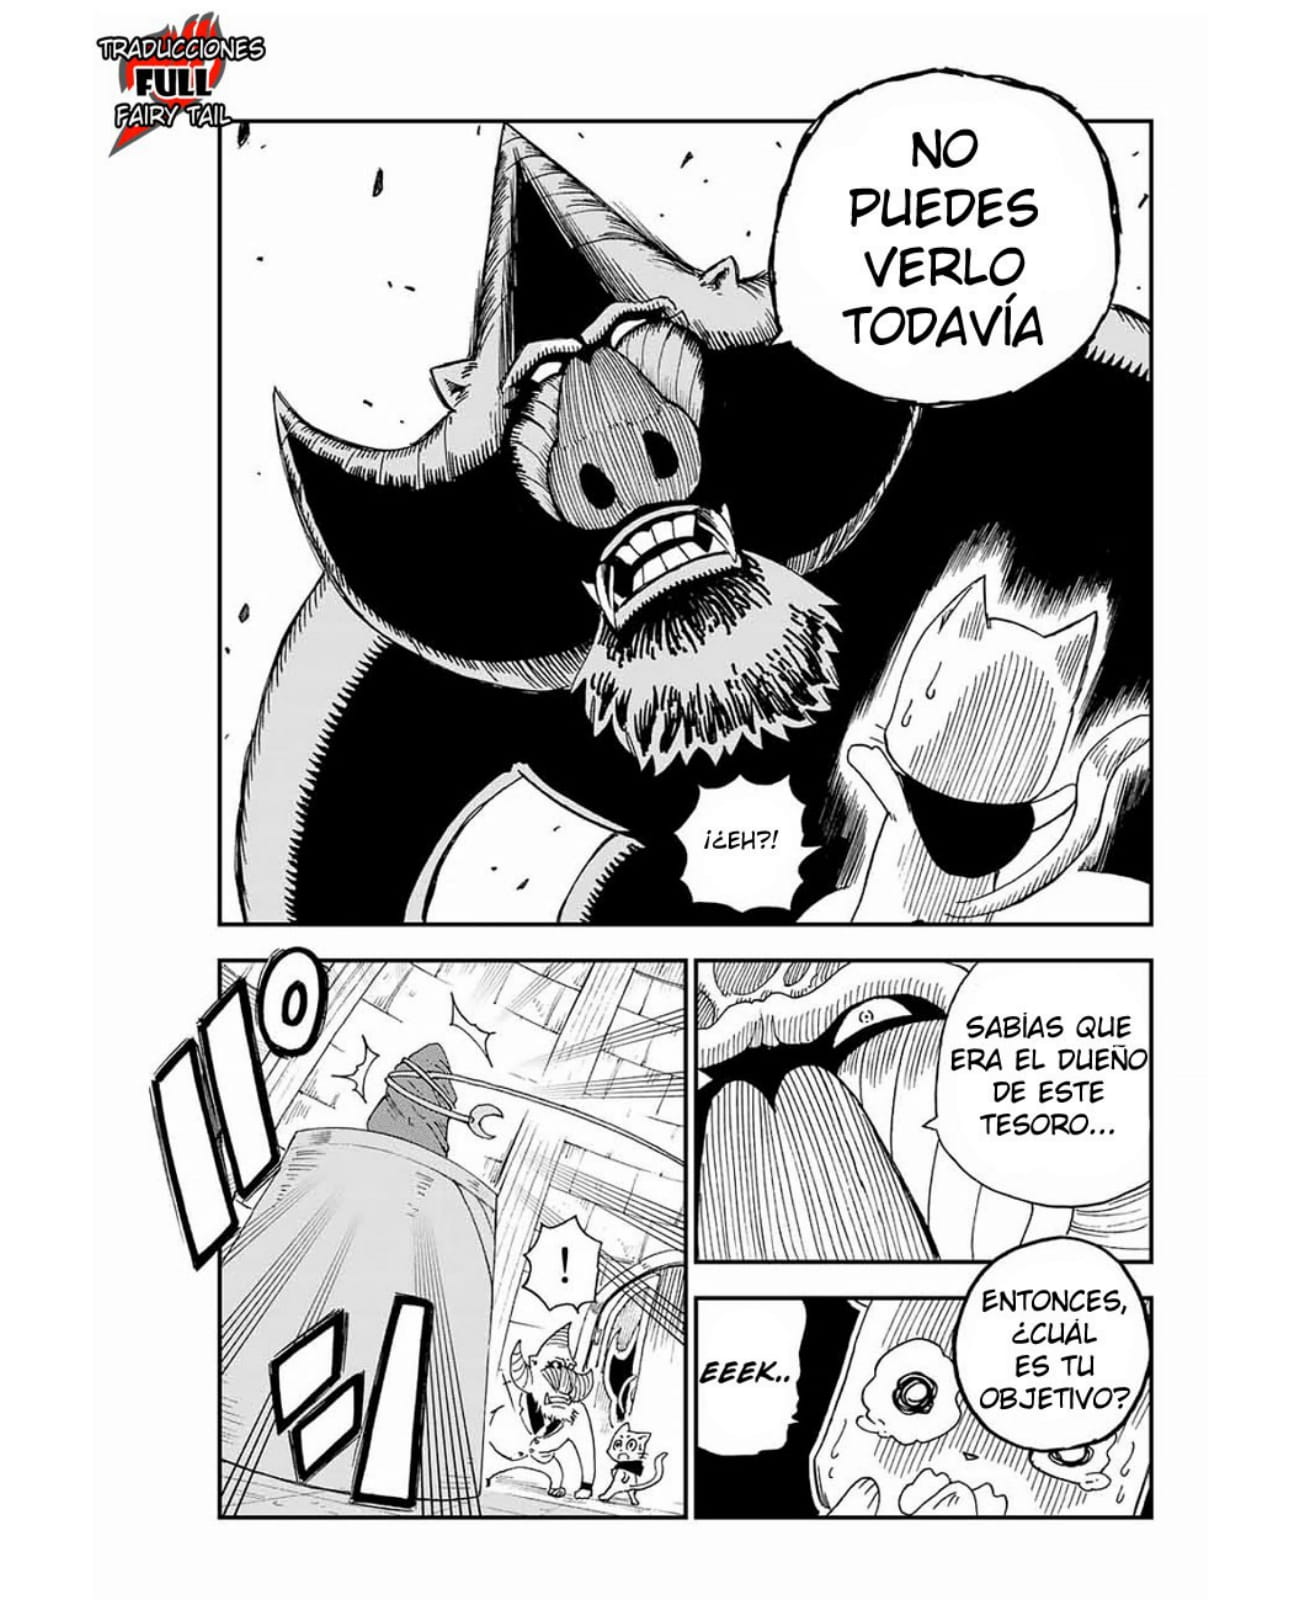 TRADUCCIONES
FULL
FAIRY TAIL
NO
PUEDES
VERLO
TODAVÍA
¡¿EH?!
SABÍAS QUE
ERA EL DUEÑO
DE ESTE
TESORO...
ENTONCES,
¿CUÁL
ES TU
OBJETIVO?
EEEK..
!